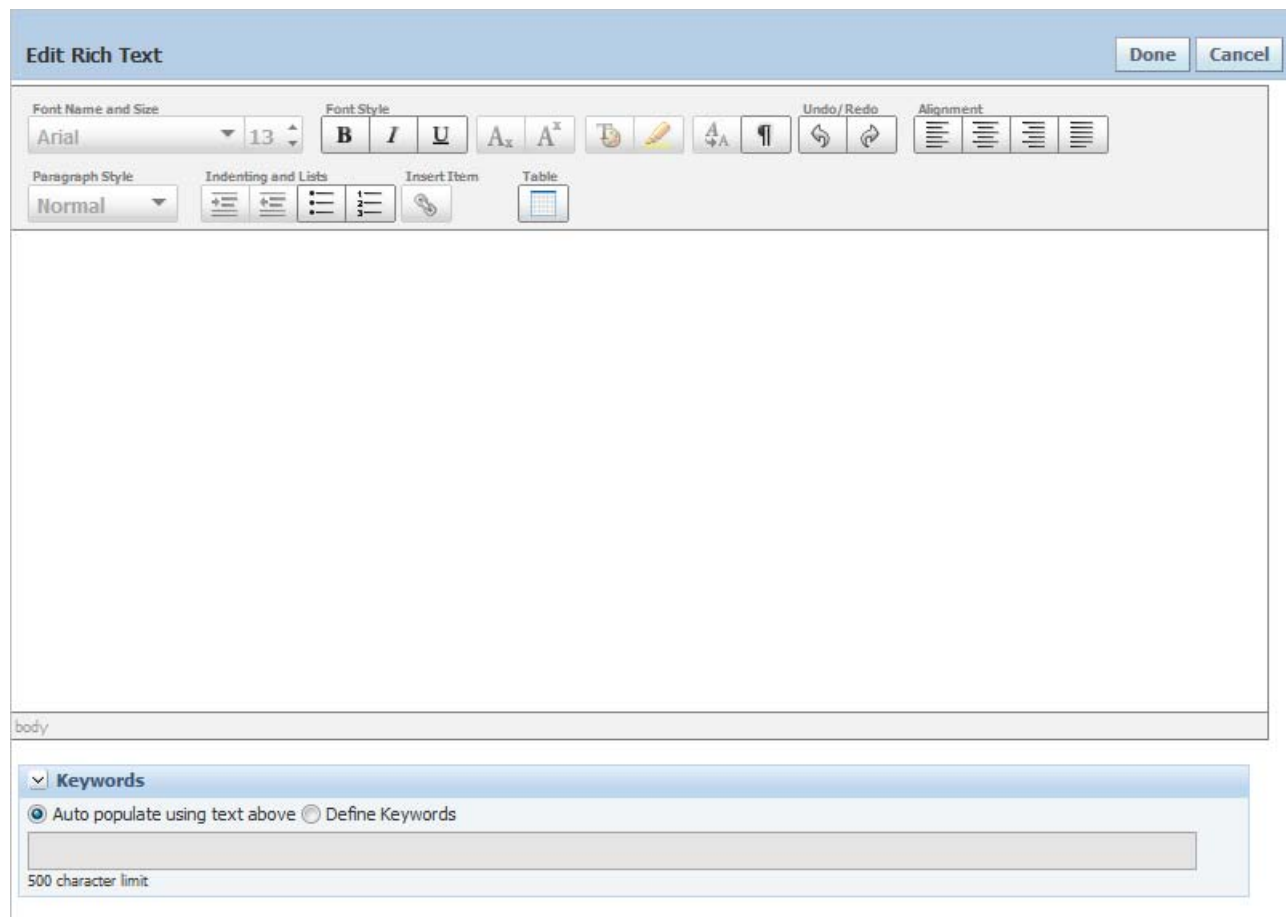 Edit Rich Text
Done Cancel
Font Name and Size Font Style Undo/Redo Alignment
Arial 13 B I U Ax A^x T A A ¶
Paragraph Style Indenting and Lists Insert Item Table
Normal
body
Keywords
Auto populate using text above Define Keywords
500 character limit